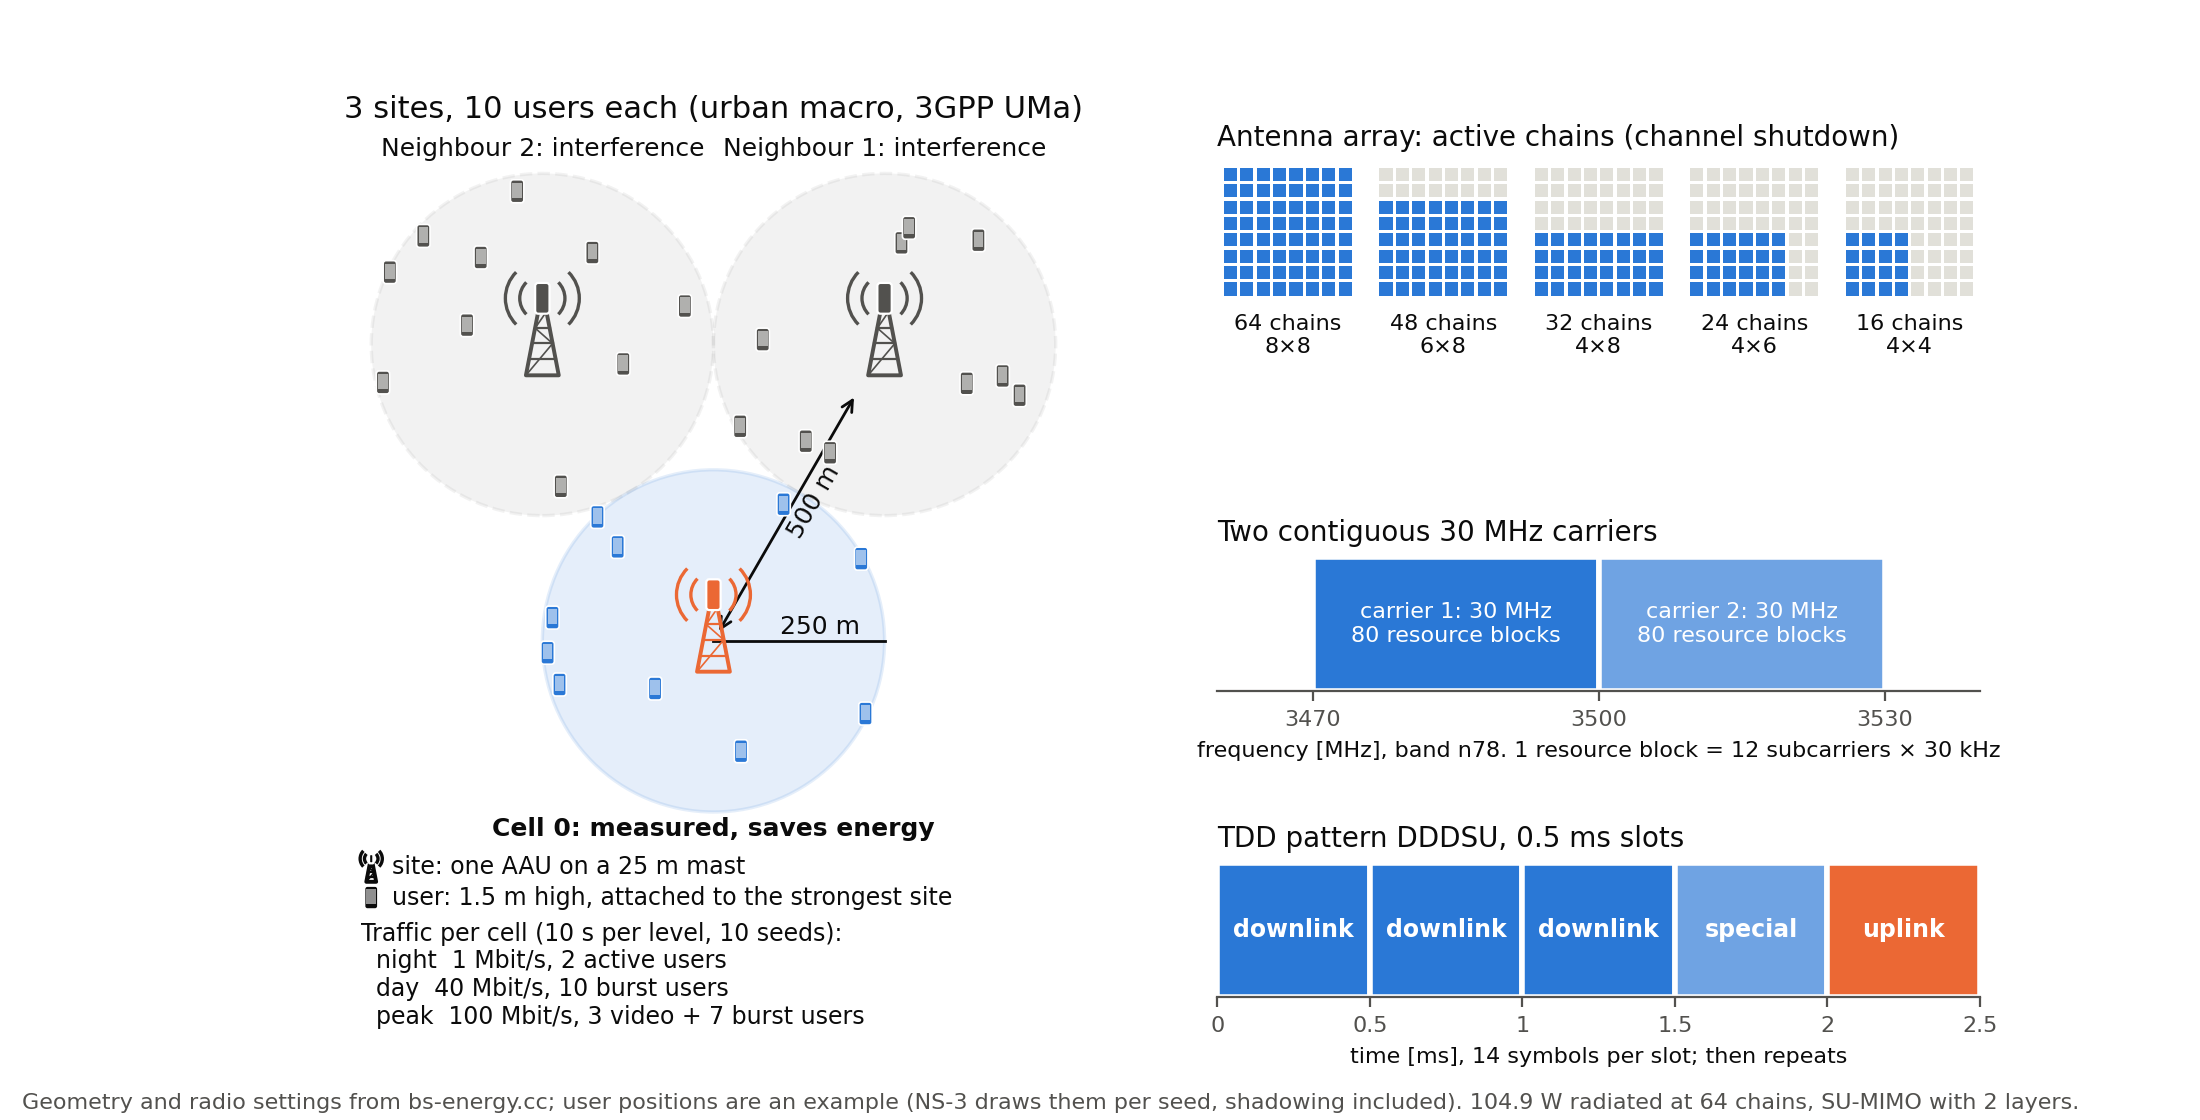 3 sites, 10 users each (urban macro, 3GPP UMa)
Neighbour 2: interference
Neighbour 1: interference
500 m
250 m
Cell 0: measured, saves energy
site: one AAU on a 25 m mast
user: 1.5 m high, attached to the strongest site
Traffic per cell (10 s per level, 10 seeds):
night 1 Mbit/s, 2 active users
day 40 Mbit/s, 10 burst users
peak 100 Mbit/s, 3 video + 7 burst users
Antenna array: active chains (channel shutdown)
64 chains
8×8
48 chains
6×8
32 chains
4×8
24 chains
4×6
16 chains
4×4
Two contiguous 30 MHz carriers
carrier 1: 30 MHz
80 resource blocks
carrier 2: 30 MHz
80 resource blocks
3470
3500
3530
frequency [MHz], band n78. 1 resource block = 12 subcarriers × 30 kHz
TDD pattern DDDSU, 0.5 ms slots
downlink
downlink
downlink
special
uplink
0
0.5
1
1.5
2
2.5
time [ms], 14 symbols per slot; then repeats
Geometry and radio settings from bs-energy.cc; user positions are an example (NS-3 draws them per seed, shadowing included). 104.9 W radiated at 64 chains, SU-MIMO with 2 layers.